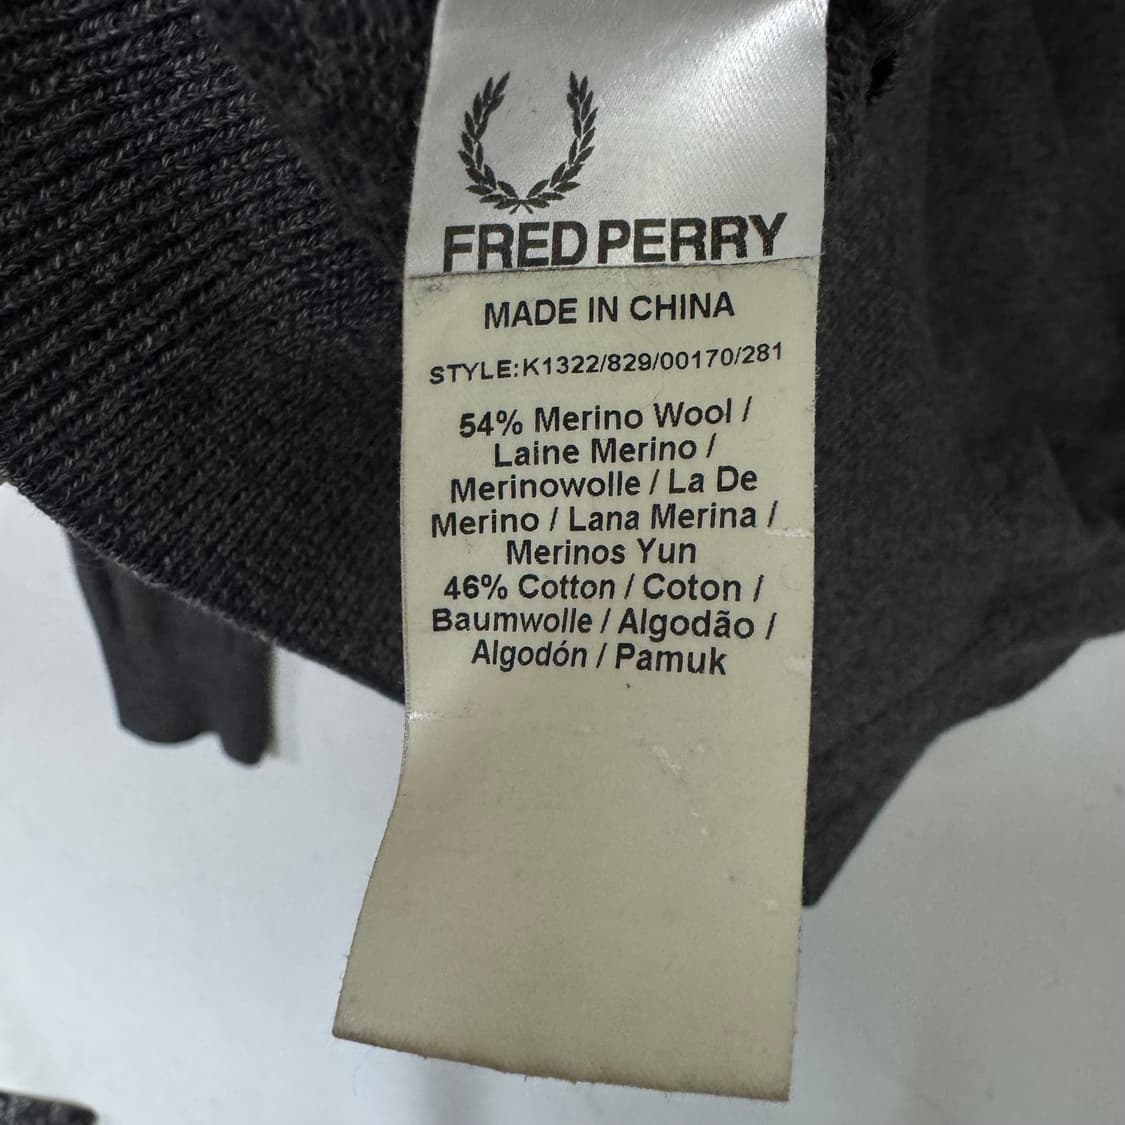 FRED PERRY
MADE IN CHINA
STYLE:K1322/829/00170/281
54% Merino Wool /
Laine Merino /
Merinowolle / La De
Merino / Lana Merina /
Merinos Yun
46% Cotton / Coton /
Baumwolle / Algodão /
Algodón / Pamuk